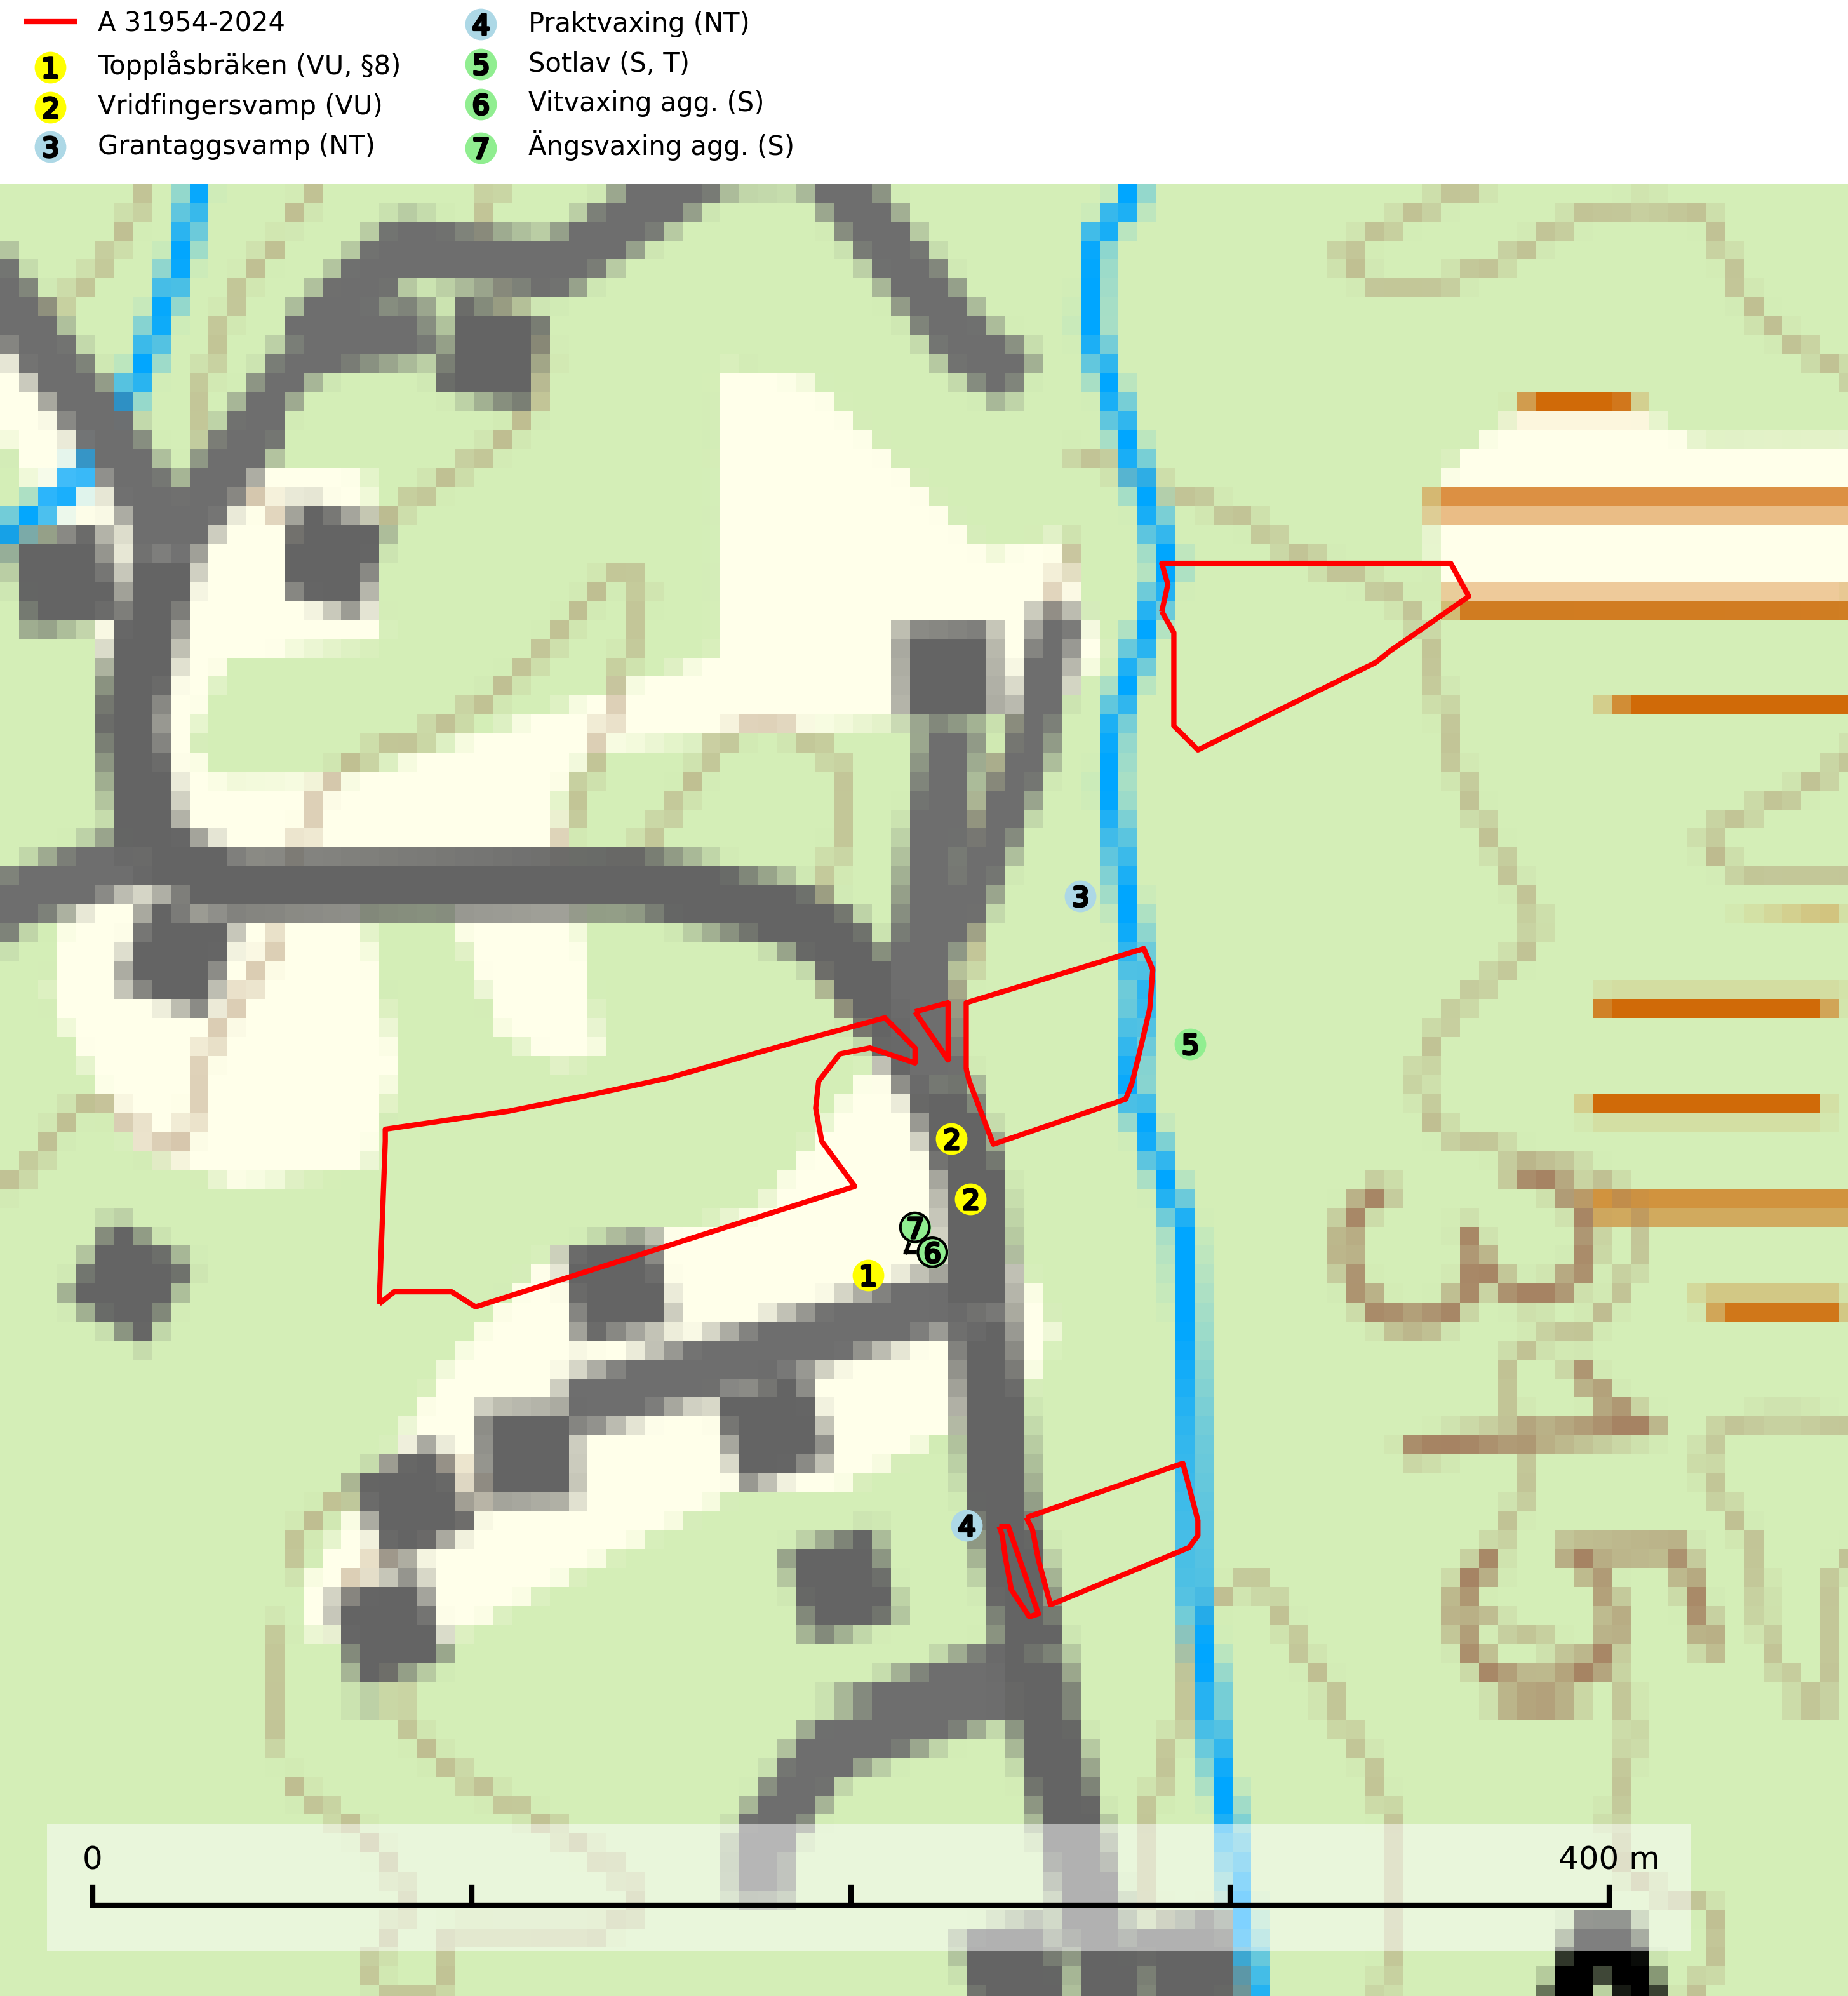 A 31954-2024
1 Topplåsbräken (VU, §8)
2 Vridfingersvamp (VU)
3 Grantaggsvamp (NT)
4 Praktvaxing (NT)
5 Sotlav (S, T)
6 Vitvaxing agg. (S)
7 Ängsvaxing agg. (S)
3
5
2
2
7
6
1
4
0 400 m